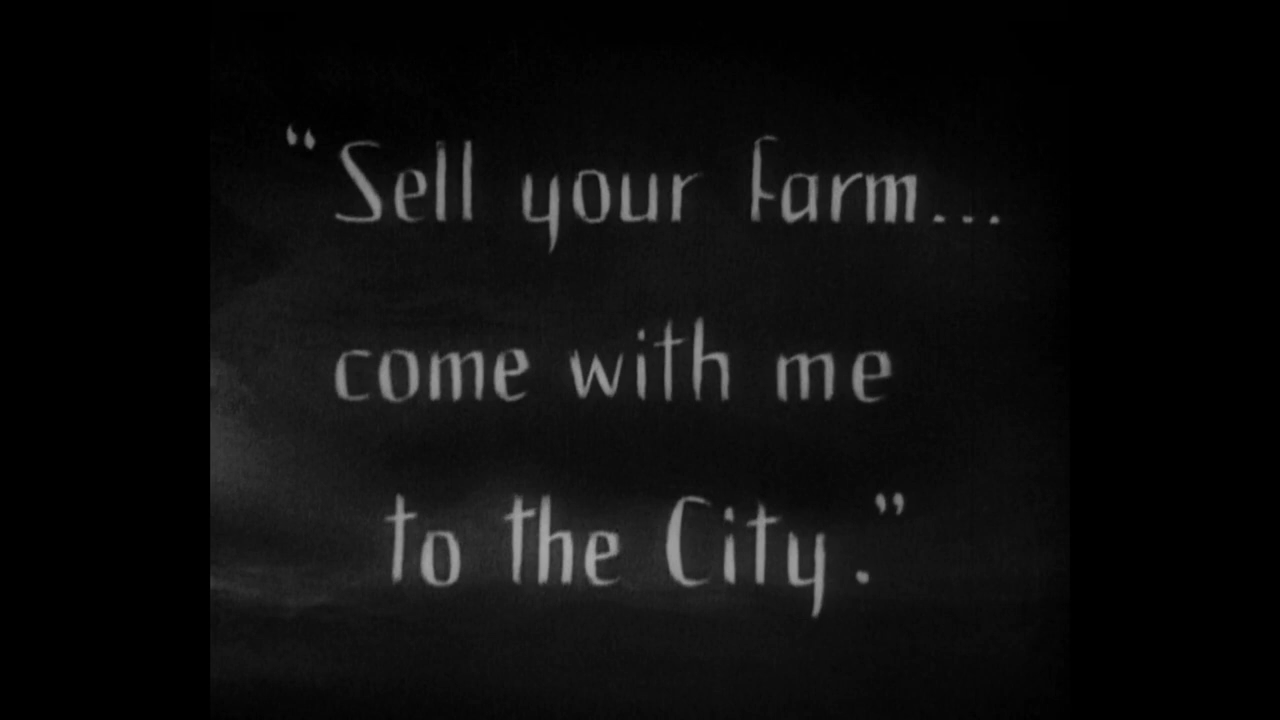 “Sell your farm...
come with me
to the City.”